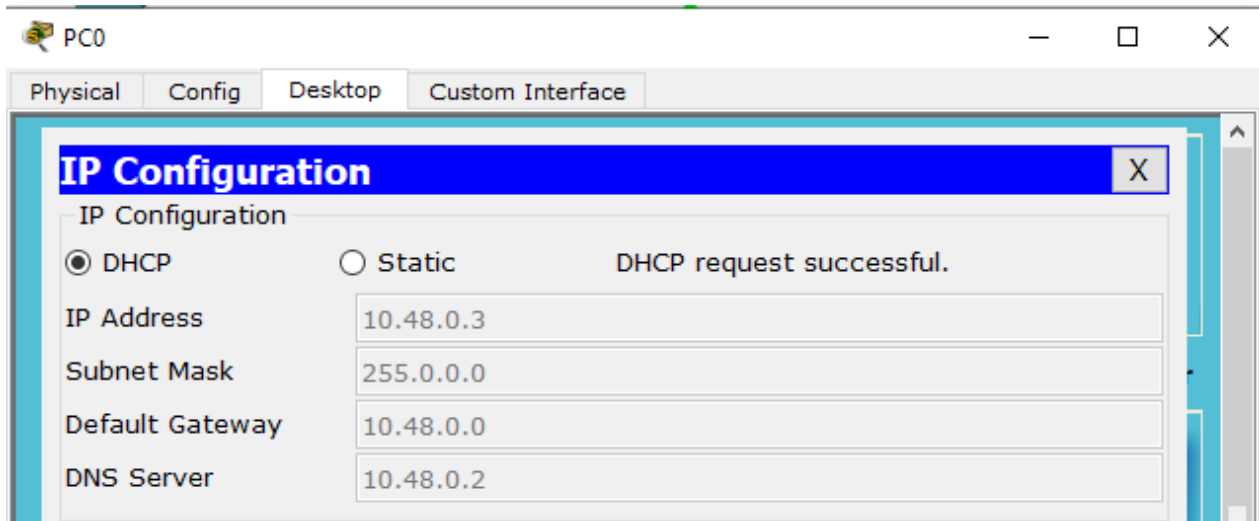 PC0
Physical Config Desktop Custom Interface
IP Configuration X
IP Configuration
DHCP Static DHCP request successful.
IP Address 10.48.0.3
Subnet Mask 255.0.0.0
Default Gateway 10.48.0.0
DNS Server 10.48.0.2